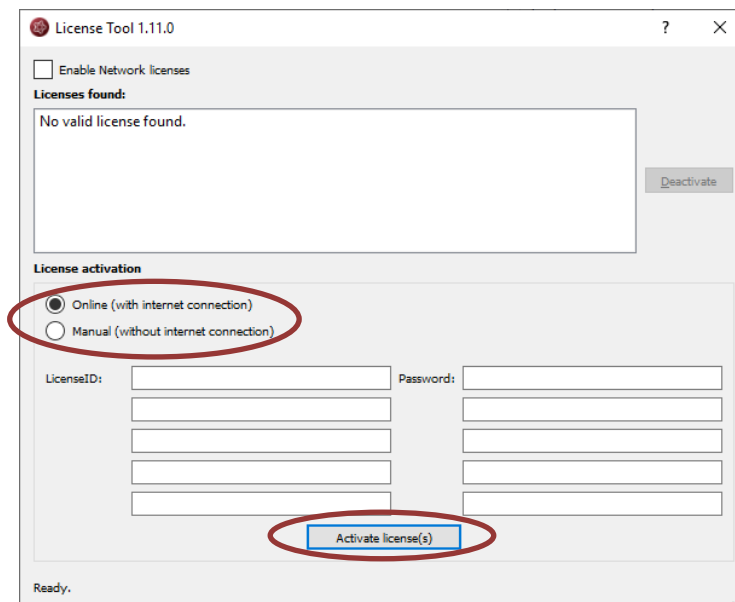 License Tool 1.11.0 ?
Enable Network licenses
Licenses found:
No valid license found.
Deactivate
License activation
Online (with internet connection)
Manual (without internet connection)
LicenseID: Password:
Activate license(s)
Ready.